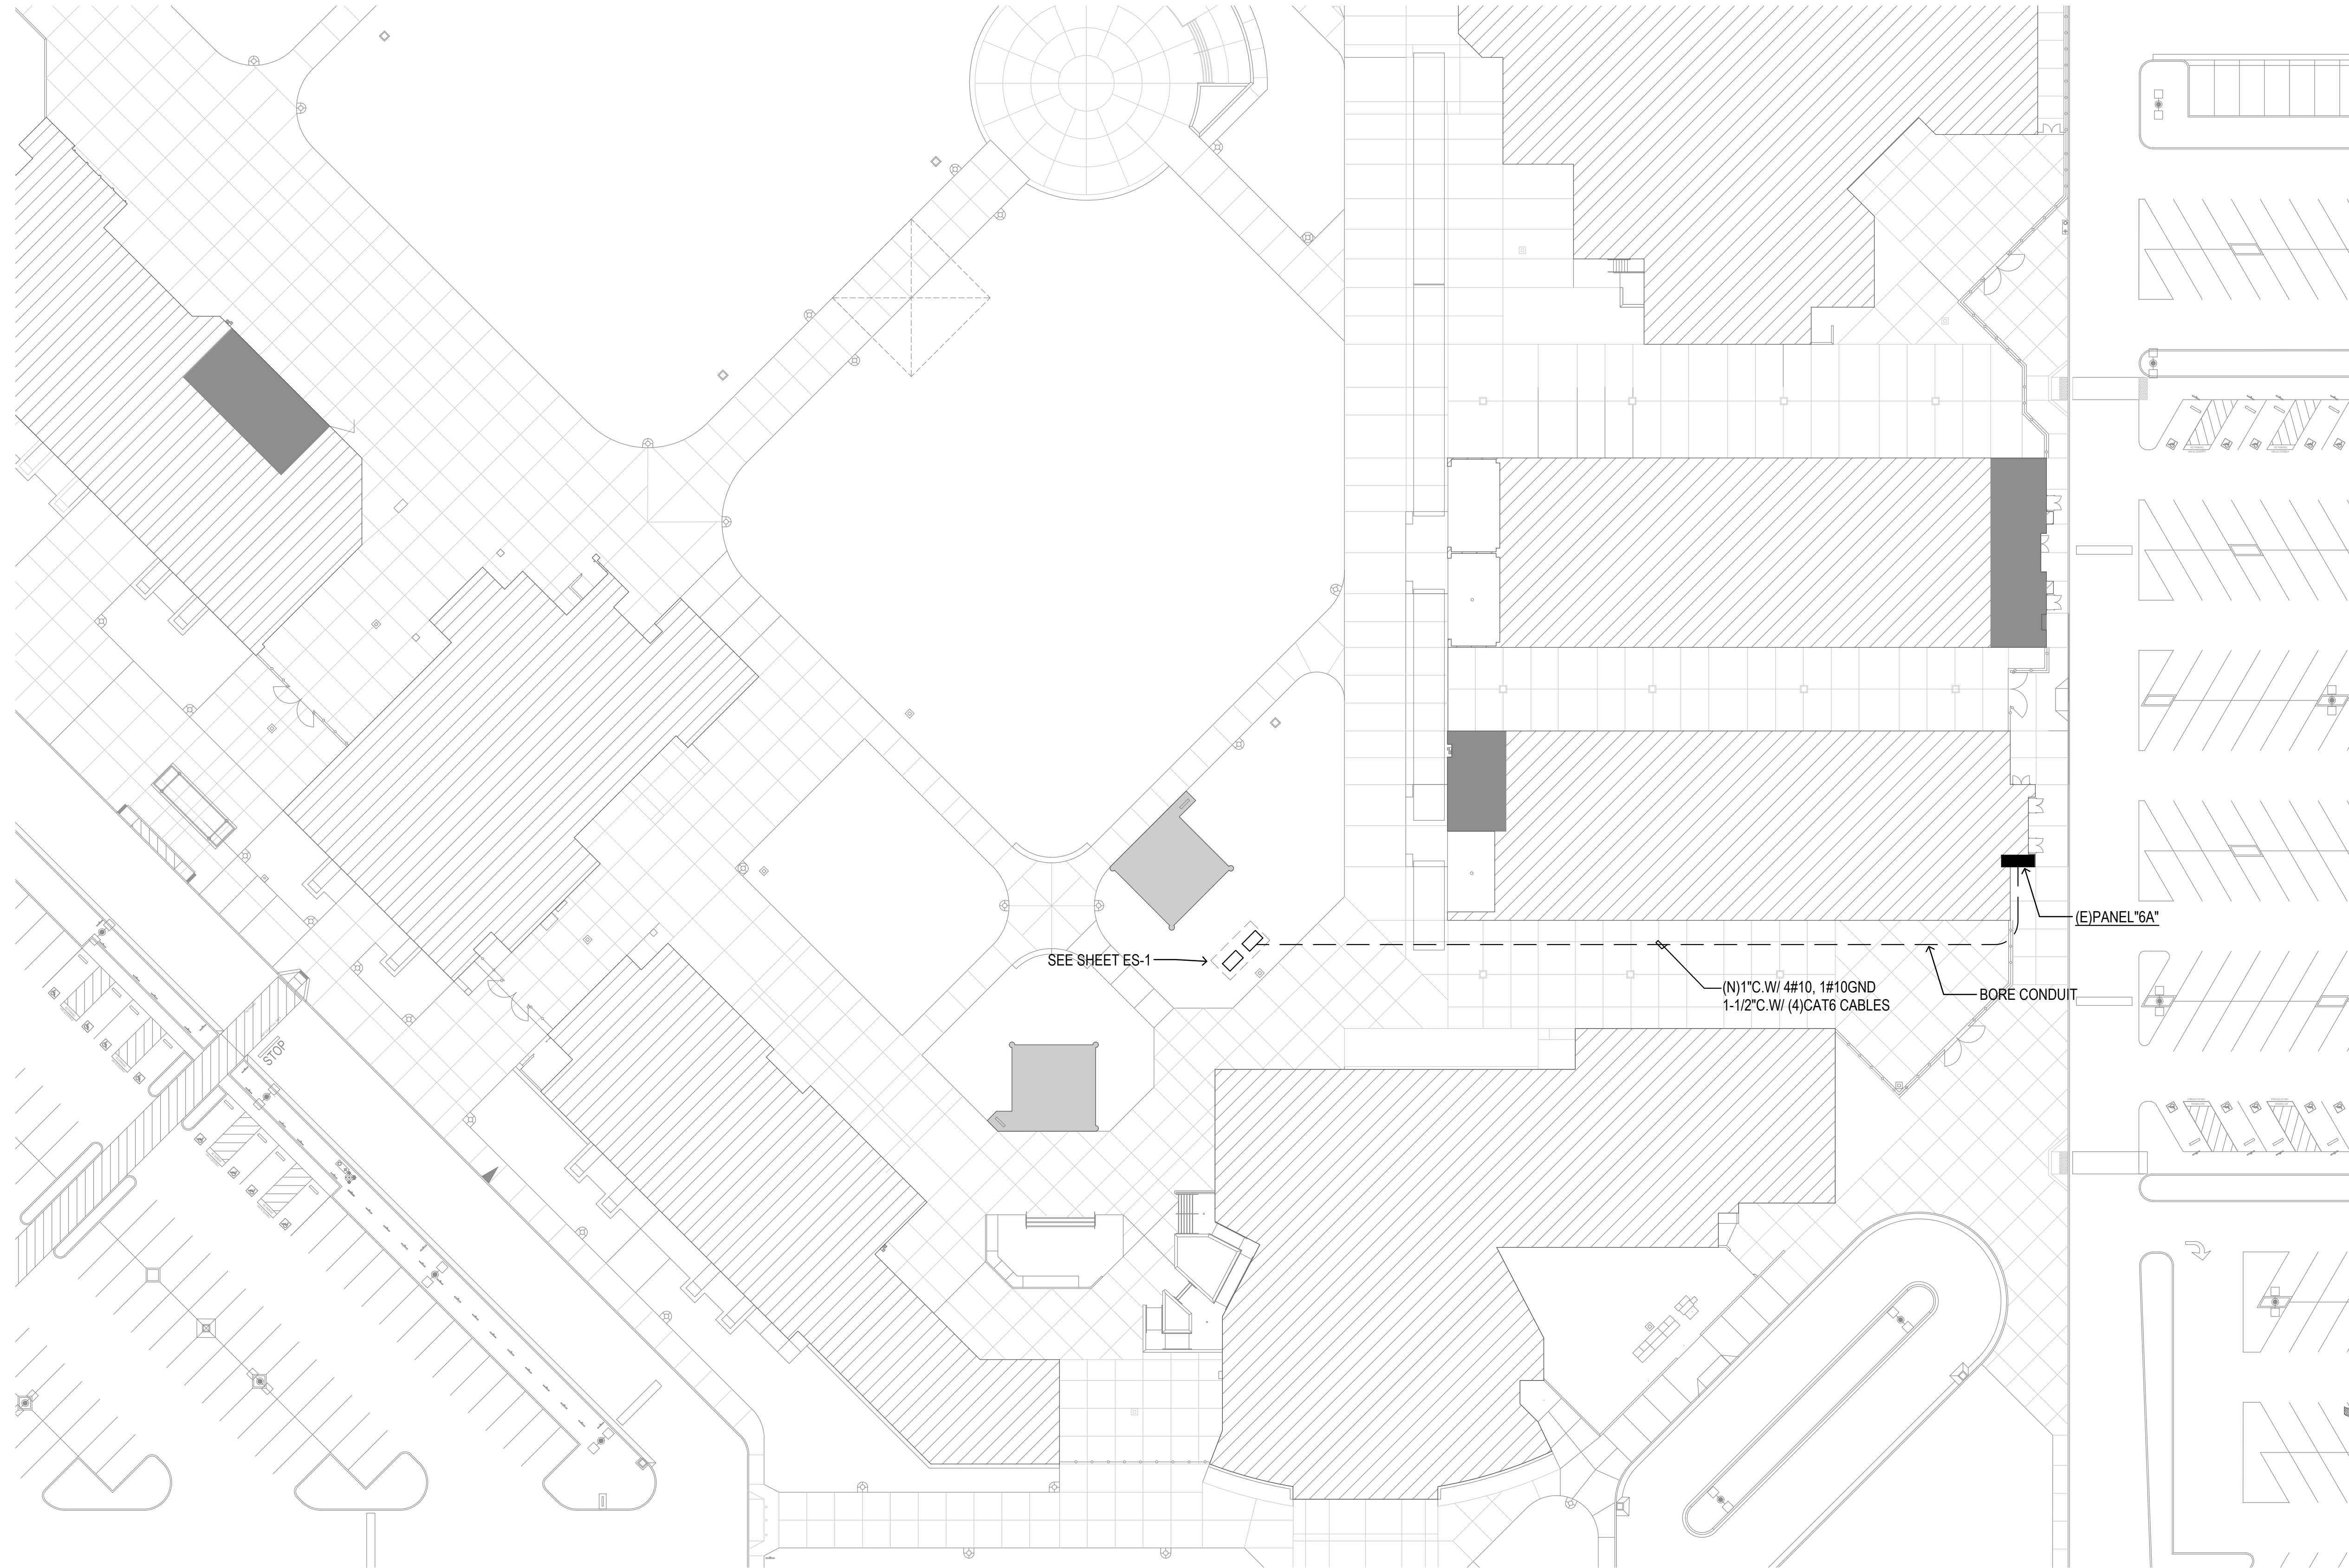 (E)PANEL"6A"
SEE SHEET ES-1
(N)1"C.W/ 4#10, 1#10GND
1-1/2"C.W/ (4)CAT6 CABLES
BORE CONDUIT
STOP